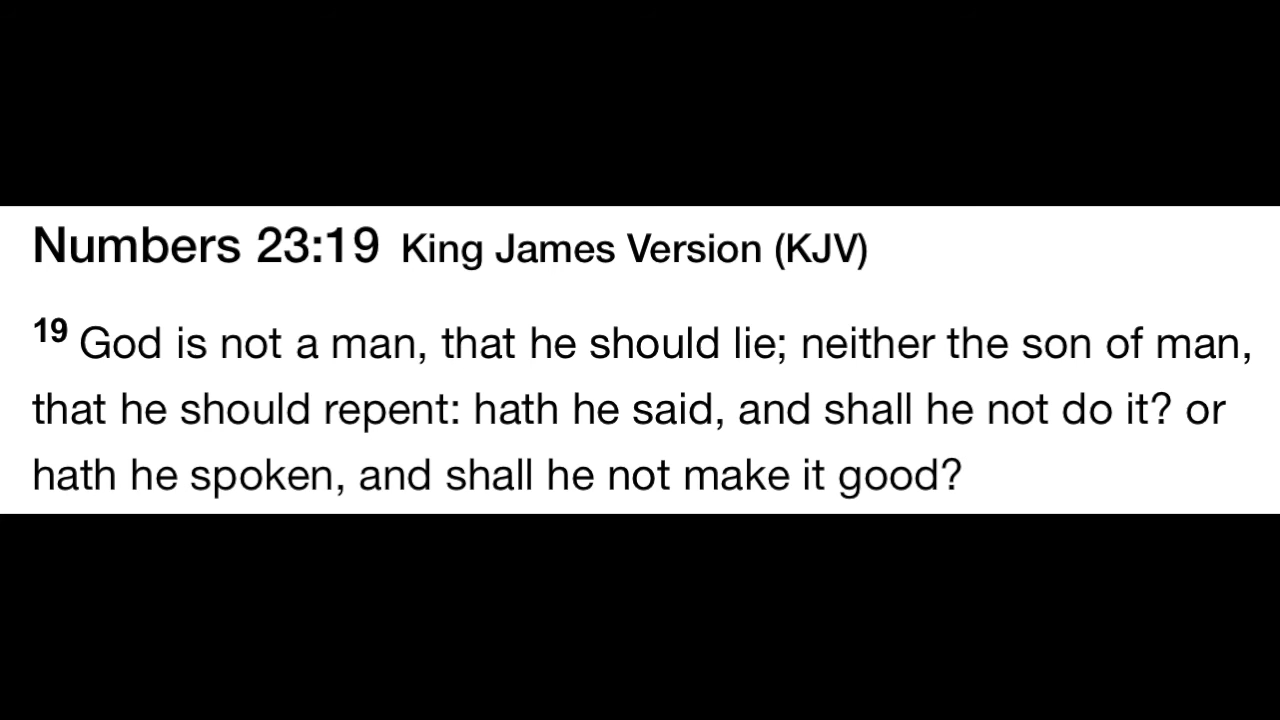 Numbers 23:19 King James Version (KJV)
19 God is not a man, that he should lie; neither the son of man,
that he should repent: hath he said, and shall he not do it? or
hath he spoken, and shall he not make it good?